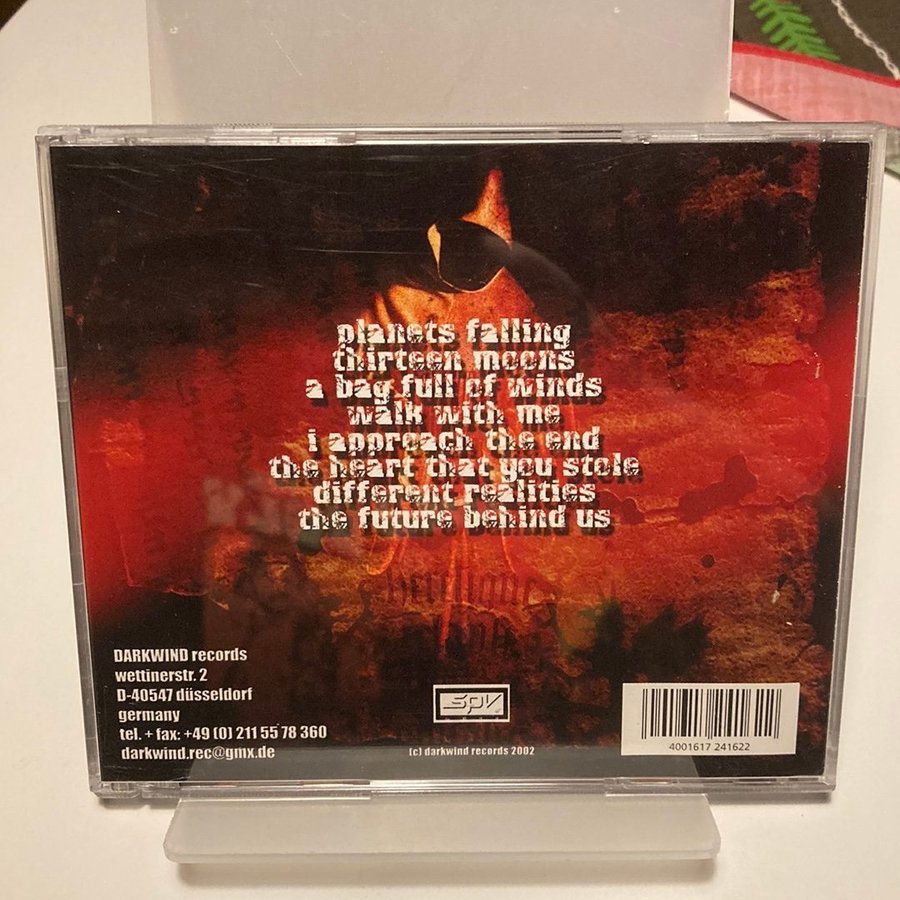 planets falling
thirteen moons
a bag full of winds
walk with me
i approach the end
the heart that you stole
different realities
the future behind us
DARKWIND records
wettinerstr. 2
D-40547 düsseldorf
germany
tel. + fax: +49 (0) 211 55 78 360
darkwind.rec@gmx.de
spv
(c) darkwind records 2002
4001617 241622